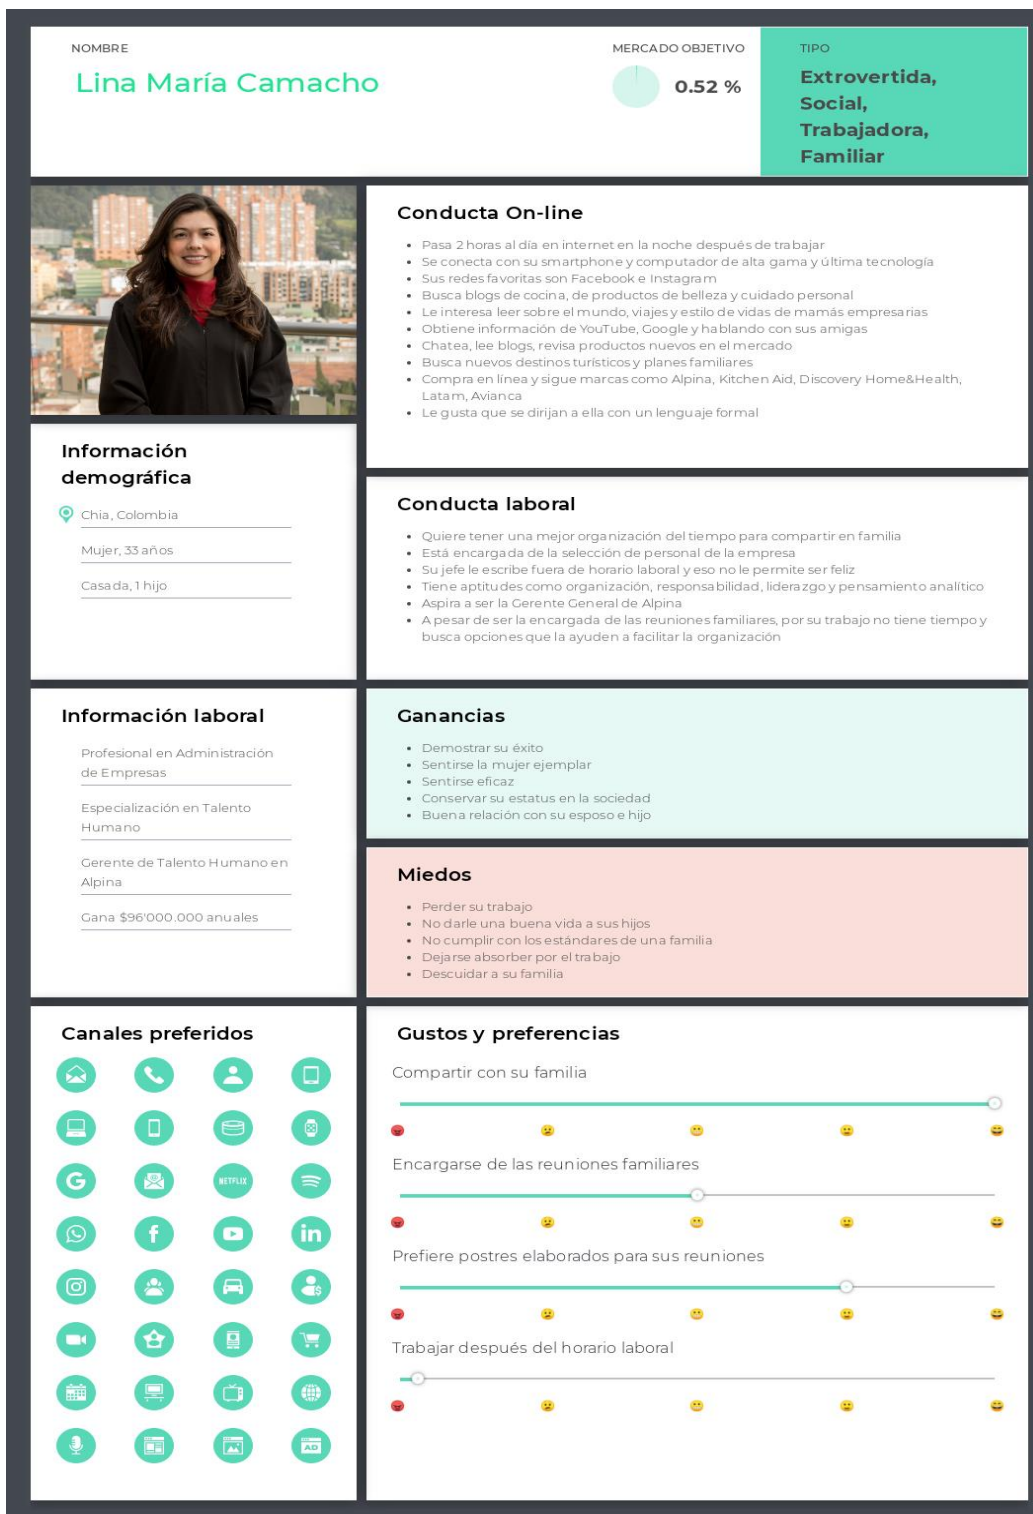 NOMBRE
Lina María Camacho
MERCADO OBJETIVO
0.52 %
TIPO
Extrovertida,
Social,
Trabajadora,
Familiar
Conducta On-line
Pasa 2 horas al día en internet en la noche después de trabajar
Se conecta con su smartphone y computador de alta gama y última tecnología
Sus redes favoritas son Facebook e Instagram
Busca blogs de cocina, de productos de belleza y cuidado personal
Le interesa leer sobre el mundo, viajes y estilo de vidas de mamás empresarias
Obtiene información de YouTube, Google y hablando con sus amigas
Chatea, lee blogs, revisa productos nuevos en el mercado
Busca nuevos destinos turísticos y planes familiares
Compra en línea y sigue marcas como Alpina, Kitchen Aid, Discovery Home&Health,
Latam, Avianca
Le gusta que se dirijan a ella con un lenguaje formal
Información
demográfica
Chia, Colombia
Mujer, 33 años
Casada, 1 hijo
Conducta laboral
Quiere tener una mejor organización del tiempo para compartir en familia
Está encargada de la selección de personal de la empresa
Su jefe le escribe fuera de horario laboral y eso no le permite ser feliz
Tiene aptitudes como organización, responsabilidad, liderazgo y pensamiento analítico
Aspira a ser la Gerente General de Alpina
A pesar de ser la encargada de las reuniones familiares, por su trabajo no tiene tiempo y
busca opciones que la ayuden a facilitar la organización
Información laboral
Profesional en Administración
de Empresas
Especialización en Talento
Humano
Gerente de Talento Humano en
Alpina
Gana $96'000.000 anuales
Ganancias
Demostrar su éxito
Sentirse la mujer ejemplar
Sentirse eficaz
Conservar su estatus en la sociedad
Buena relación con su esposo e hijo
Miedos
Perder su trabajo
No darle una buena vida a sus hijos
No cumplir con los estándares de una familia
Dejarse absorber por el trabajo
Descuidar a su familia
Canales preferidos
NETFLIX
AD
Gustos y preferencias
Compartir con su familia
Encargarse de las reuniones familiares
Prefiere postres elaborados para sus reuniones
Trabajar después del horario laboral